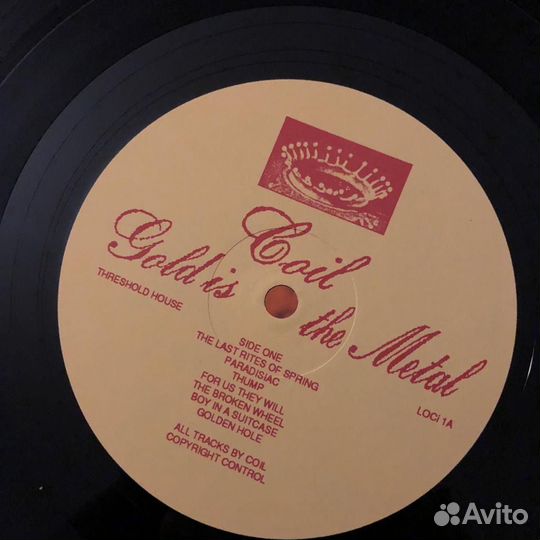 Coil
Gold is the Metal
THRESHOLD HOUSE
LOCI 1A
SIDE ONE
THE LAST RITES OF SPRING
PARADISIAC
THUMP
FOR US THEY WILL
THE BROKEN WHEEL
BOY IN A SUITCASE
GOLDEN HOLE
ALL TRACKS BY COIL
COPYRIGHT CONTROL
Avito